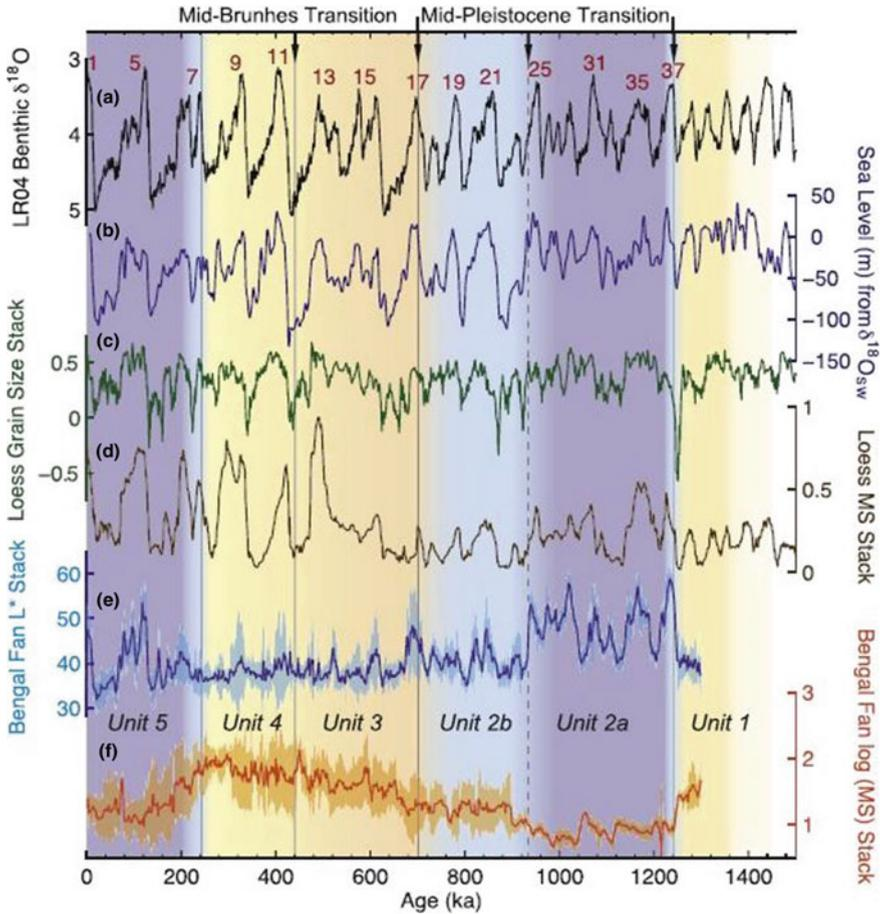 Mid-Brunhes Transition Mid-Pleistocene Transition
1 5 7 9 11 13 15 17 19 21 25 31 35 37
LR04 Benthic δ¹⁸O
3
4
5
(a)
Sea Level (m) from δ¹⁸Osw
50
0
−50
−100
−150
(b)
Loess Grain Size Stack
0.5
0
−0.5
(c)
Loess MS Stack
1
0.5
0
(d)
Bengal Fan L* Stack
60
50
40
30
(e)
Unit 5 Unit 4 Unit 3 Unit 2b Unit 2a Unit 1
Bengal Fan log (MS) Stack
3
2
1
(f)
0 200 400 600 800 1000 1200 1400
Age (ka)